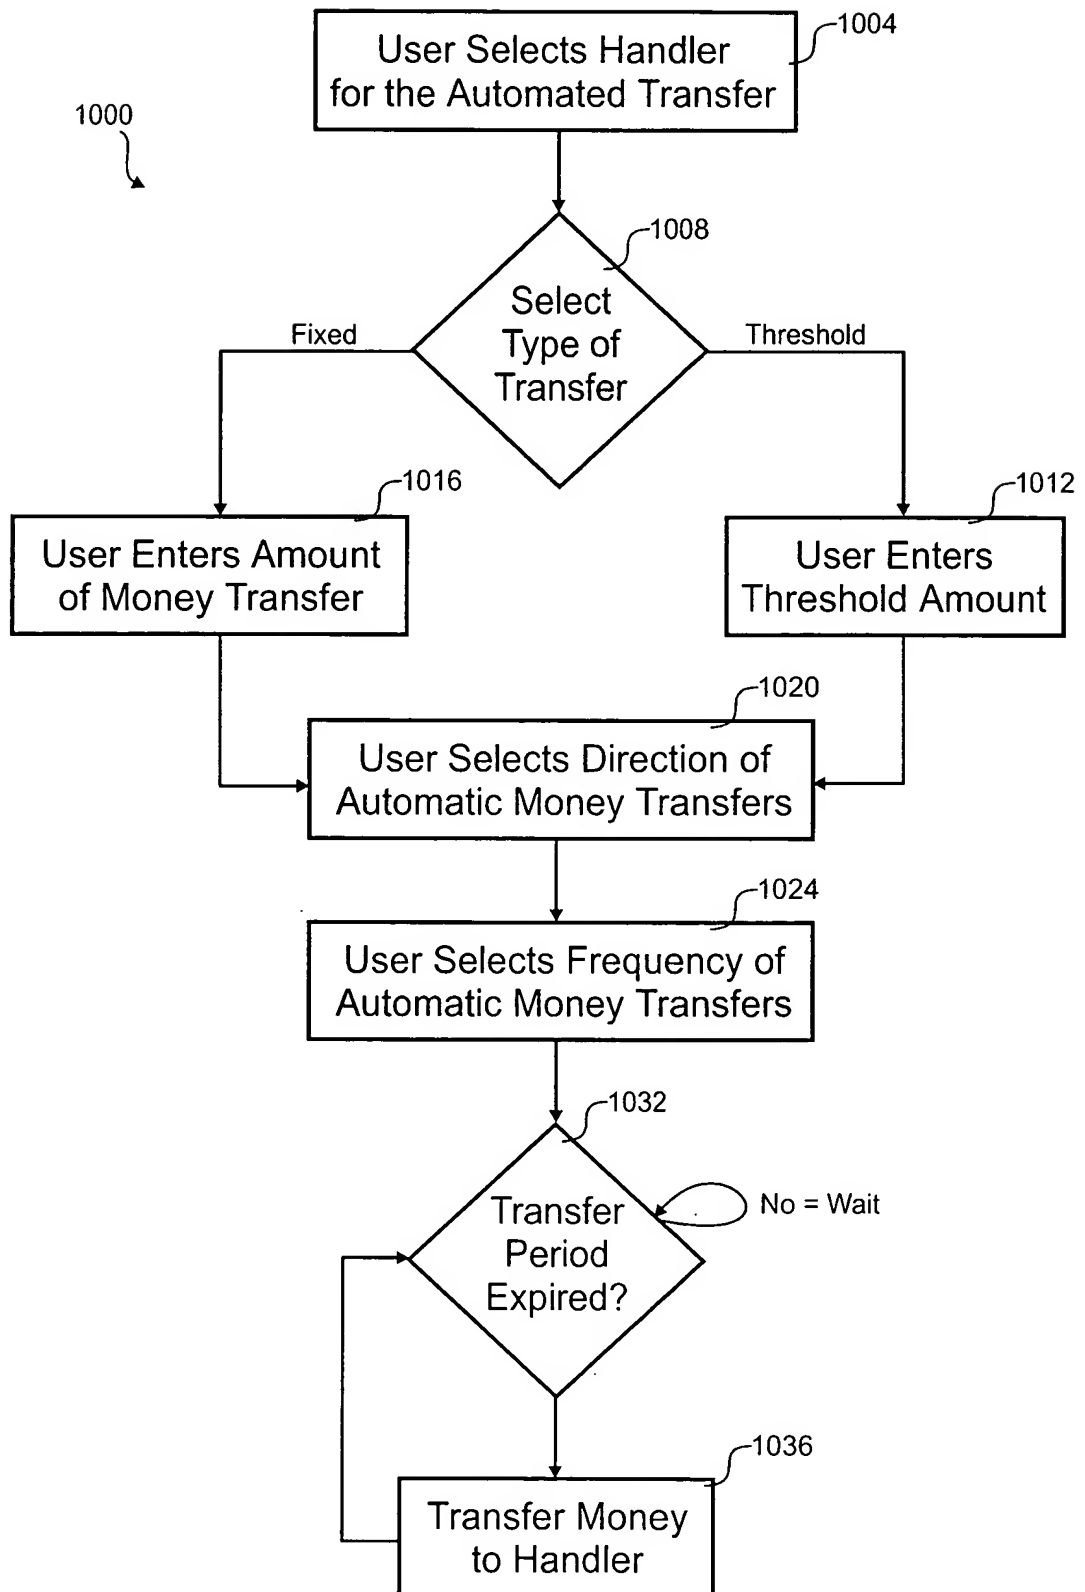 1004
User Selects Handler
for the Automated Transfer
1000
1008
Select
Type of
Transfer
Fixed
Threshold
1016
User Enters Amount
of Money Transfer
1012
User Enters
Threshold Amount
1020
User Selects Direction of
Automatic Money Transfers
1024
User Selects Frequency of
Automatic Money Transfers
1032
Transfer
Period
Expired?
No = Wait
1036
Transfer Money
to Handler